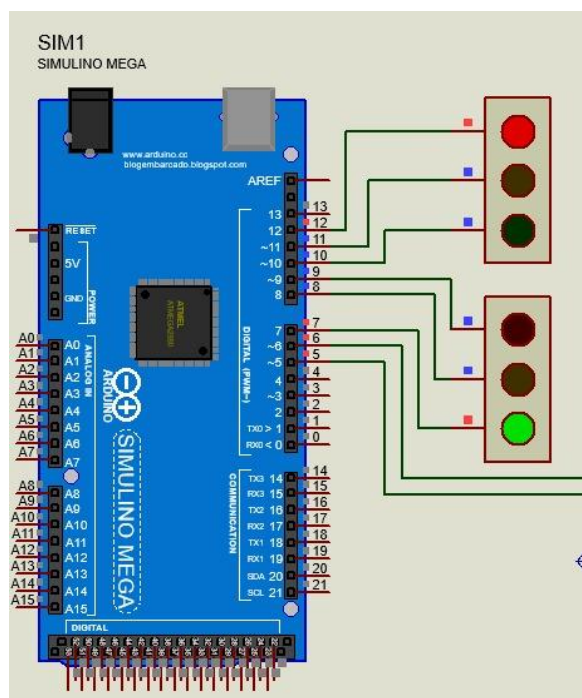 SIM1
SIMULINO MEGA
www.arduino.cc
blogembarcado.blogspot.com
AREF
13
12
~11
~10
~9
8
13
12
11
10
9
8
RESET
5V
GND
POWER
ATMEL
ATMEGA2560
7
~6
~5
4
~3
2
TX0 > 1
RX0 < 0
7
6
5
4
3
2
1
0
DIGITAL (PWM~)
A0
A1
A2
A3
A4
A5
A6
A7
A0
A1
A2
A3
A4
A5
A6
A7
ANALOG IN
ARDUINO
SIMULINO MEGA
A8
A9
A10
A11
A12
A13
A14
A15
A8
A9
A10
A11
A12
A13
A14
A15
TX3 14
RX3 15
TX2 16
RX2 17
TX1 18
RX1 19
SDA 20
SCL 21
14
15
16
17
18
19
20
21
COMMUNICATION
DIGITAL